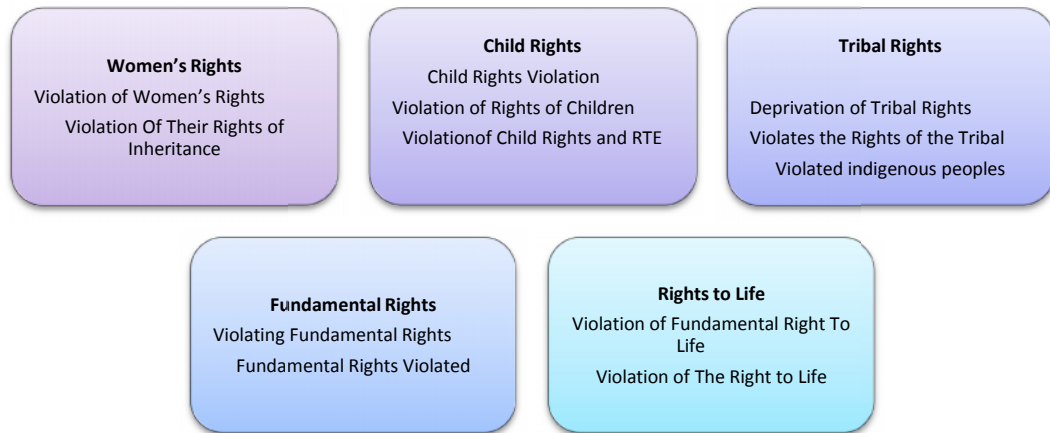 Women's Rights
Violation of Women's Rights
Violation Of Their Rights of
Inheritance
Child Rights
Child Rights Violation
Violation of Rights of Children
Violationof Child Rights and RTE
Tribal Rights
Deprivation of Tribal Rights
Violates the Rights of the Tribal
Violated indigenous peoples
Fundamental Rights
Violating Fundamental Rights
Fundamental Rights Violated
Rights to Life
Violation of Fundamental Right To
Life
Violation of The Right to Life